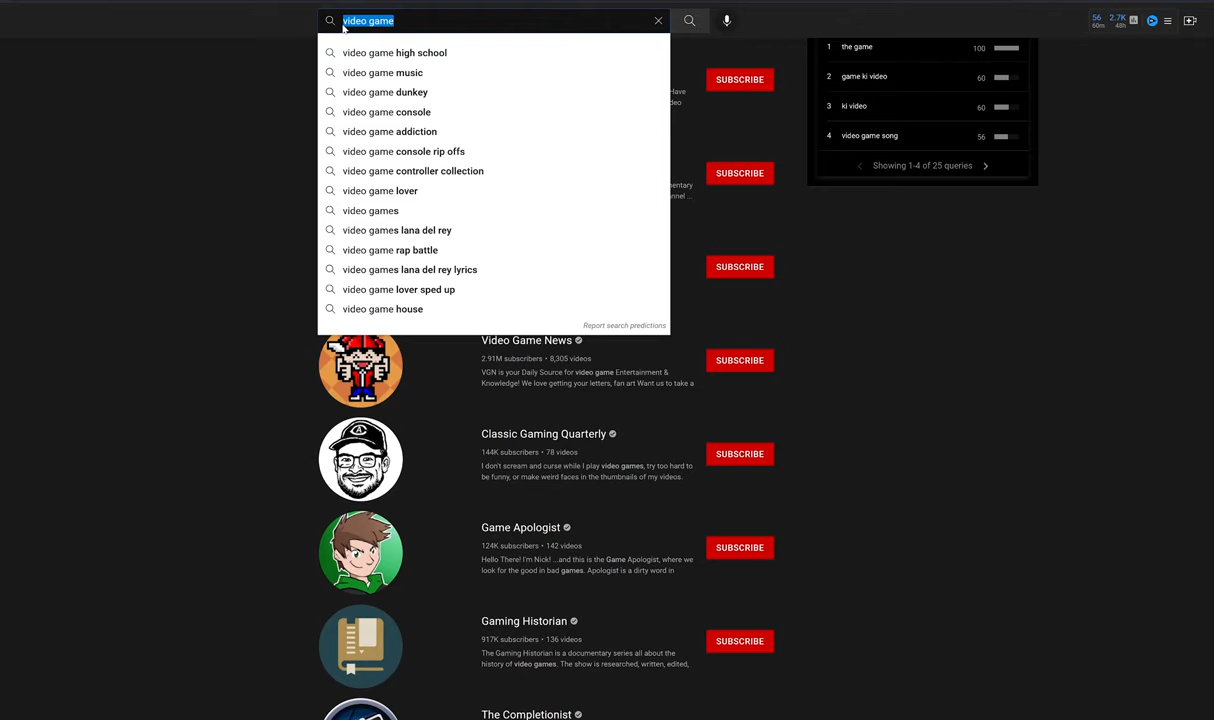 video game
56
60m
2.7K
48h
video game high school
video game music
video game dunkey
video game console
video game addiction
video game console rip offs
video game controller collection
video game lover
video games
video games lana del rey
video game rap battle
video games lana del rey lyrics
video game lover sped up
video game house
Report search predictions
Have
deo
SUBSCRIBE
mentary
nnel ...
SUBSCRIBE
SUBSCRIBE
1 the game 100
2 game ki video 60
3 ki video 60
4 video game song 56
Showing 1-4 of 25 queries
Video Game News
2.91M subscribers • 8,305 videos
VGN is your Daily Source for video game Entertainment &
Knowledge! We love getting your letters, fan art Want us to take a
SUBSCRIBE
Classic Gaming Quarterly
144K subscribers • 78 videos
I don't scream and curse while I play video games, try too hard to
be funny, or make weird faces in the thumbnails of my videos.
SUBSCRIBE
Game Apologist
124K subscribers • 142 videos
Hello There! I'm Nick! ...and this is the Game Apologist, where we
look for the good in bad games. Apologist is a dirty word in
SUBSCRIBE
Gaming Historian
917K subscribers • 136 videos
The Gaming Historian is a documentary series all about the
history of video games. The show is researched, written, edited,
SUBSCRIBE
The Completionist